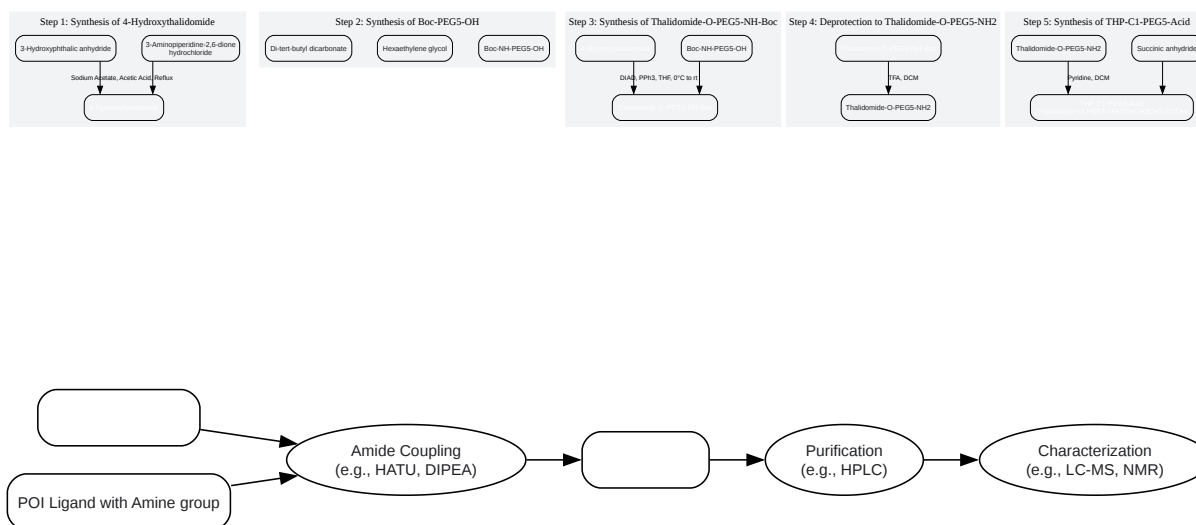 Step 1: Synthesis of 4-Hydroxythalidomide
3-Hydroxyphthalic anhydride
3-Aminopiperidine-2,6-dione
hydrochloride
Sodium Acetate, Acetic Acid, Reflux
Step 2: Synthesis of Boc-PEG5-OH
Di-tert-butyl dicarbonate
Hexaethylene glycol
Boc-NH-PEG5-OH
Step 3: Synthesis of Thalidomide-O-PEG5-NH-Boc
Boc-NH-PEG5-OH
DIAD, PPh3, THF, 0°C to rt
Step 4: Deprotection to Thalidomide-O-PEG5-NH2
TFA, DCM
Thalidomide-O-PEG5-NH2
Step 5: Synthesis of THP-C1-PEG5-Acid
Thalidomide-O-PEG5-NH2
Succinic anhydride
Pyridine, DCM
POI Ligand with Amine group
Amide Coupling
(e.g., HATU, DIPEA)
Purification
(e.g., HPLC)
Characterization
(e.g., LC-MS, NMR)